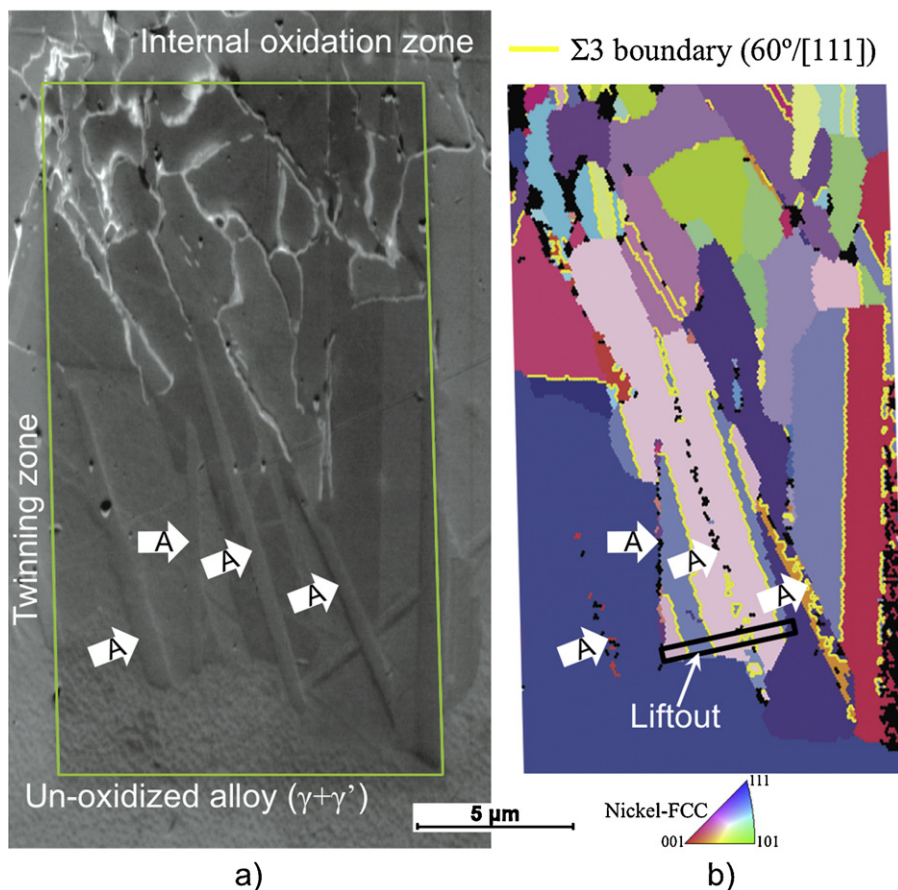 Internal oxidation zone
Σ3 boundary (60º/[111])
Twinning zone
A
A
A
A
A
A
A
A
Liftout
Un-oxidized alloy (γ+γ’)
5 µm
Nickel-FCC
111
001
101
a)
b)